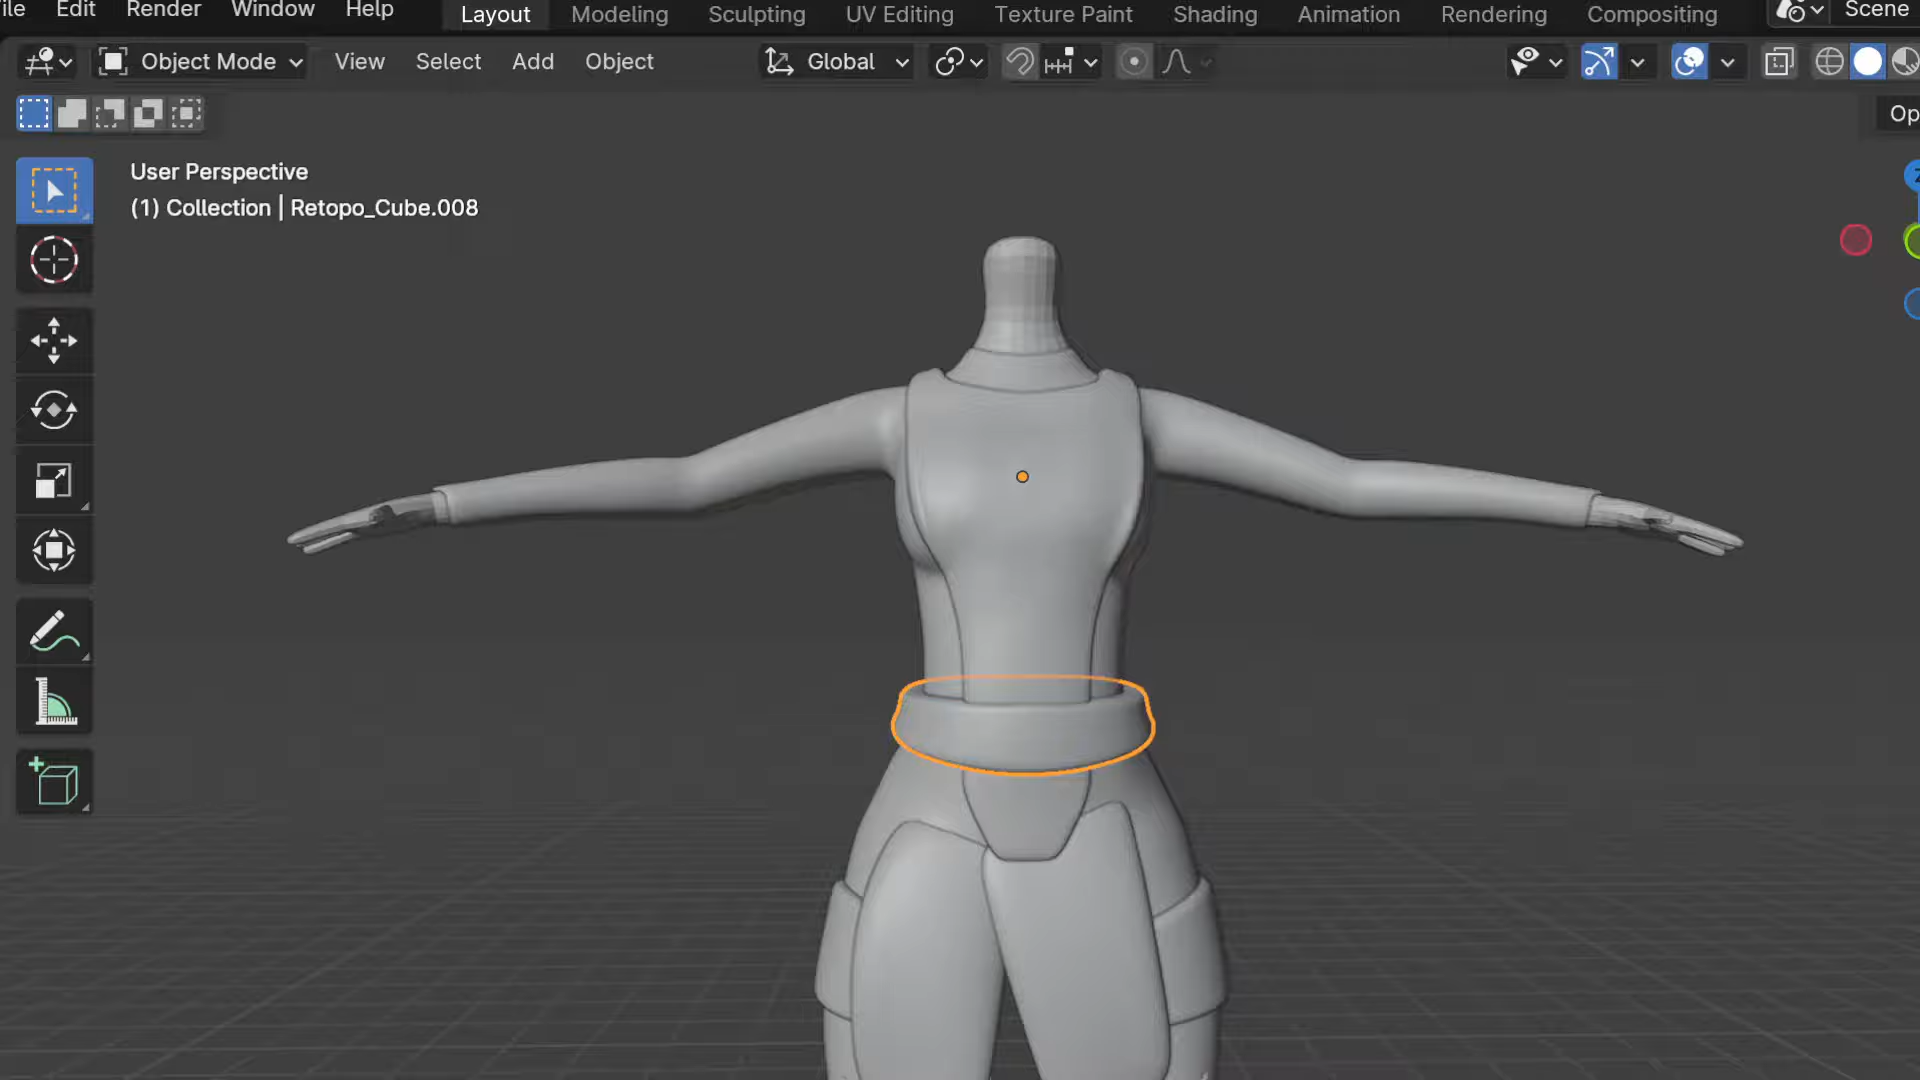 ile Edit Render Window Help Layout Modeling Sculpting UV Editing Texture Paint Shading Animation Rendering Compositing Scene
Object Mode View Select Add Object Global
Op
User Perspective
(1) Collection | Retopo_Cube.008
Z